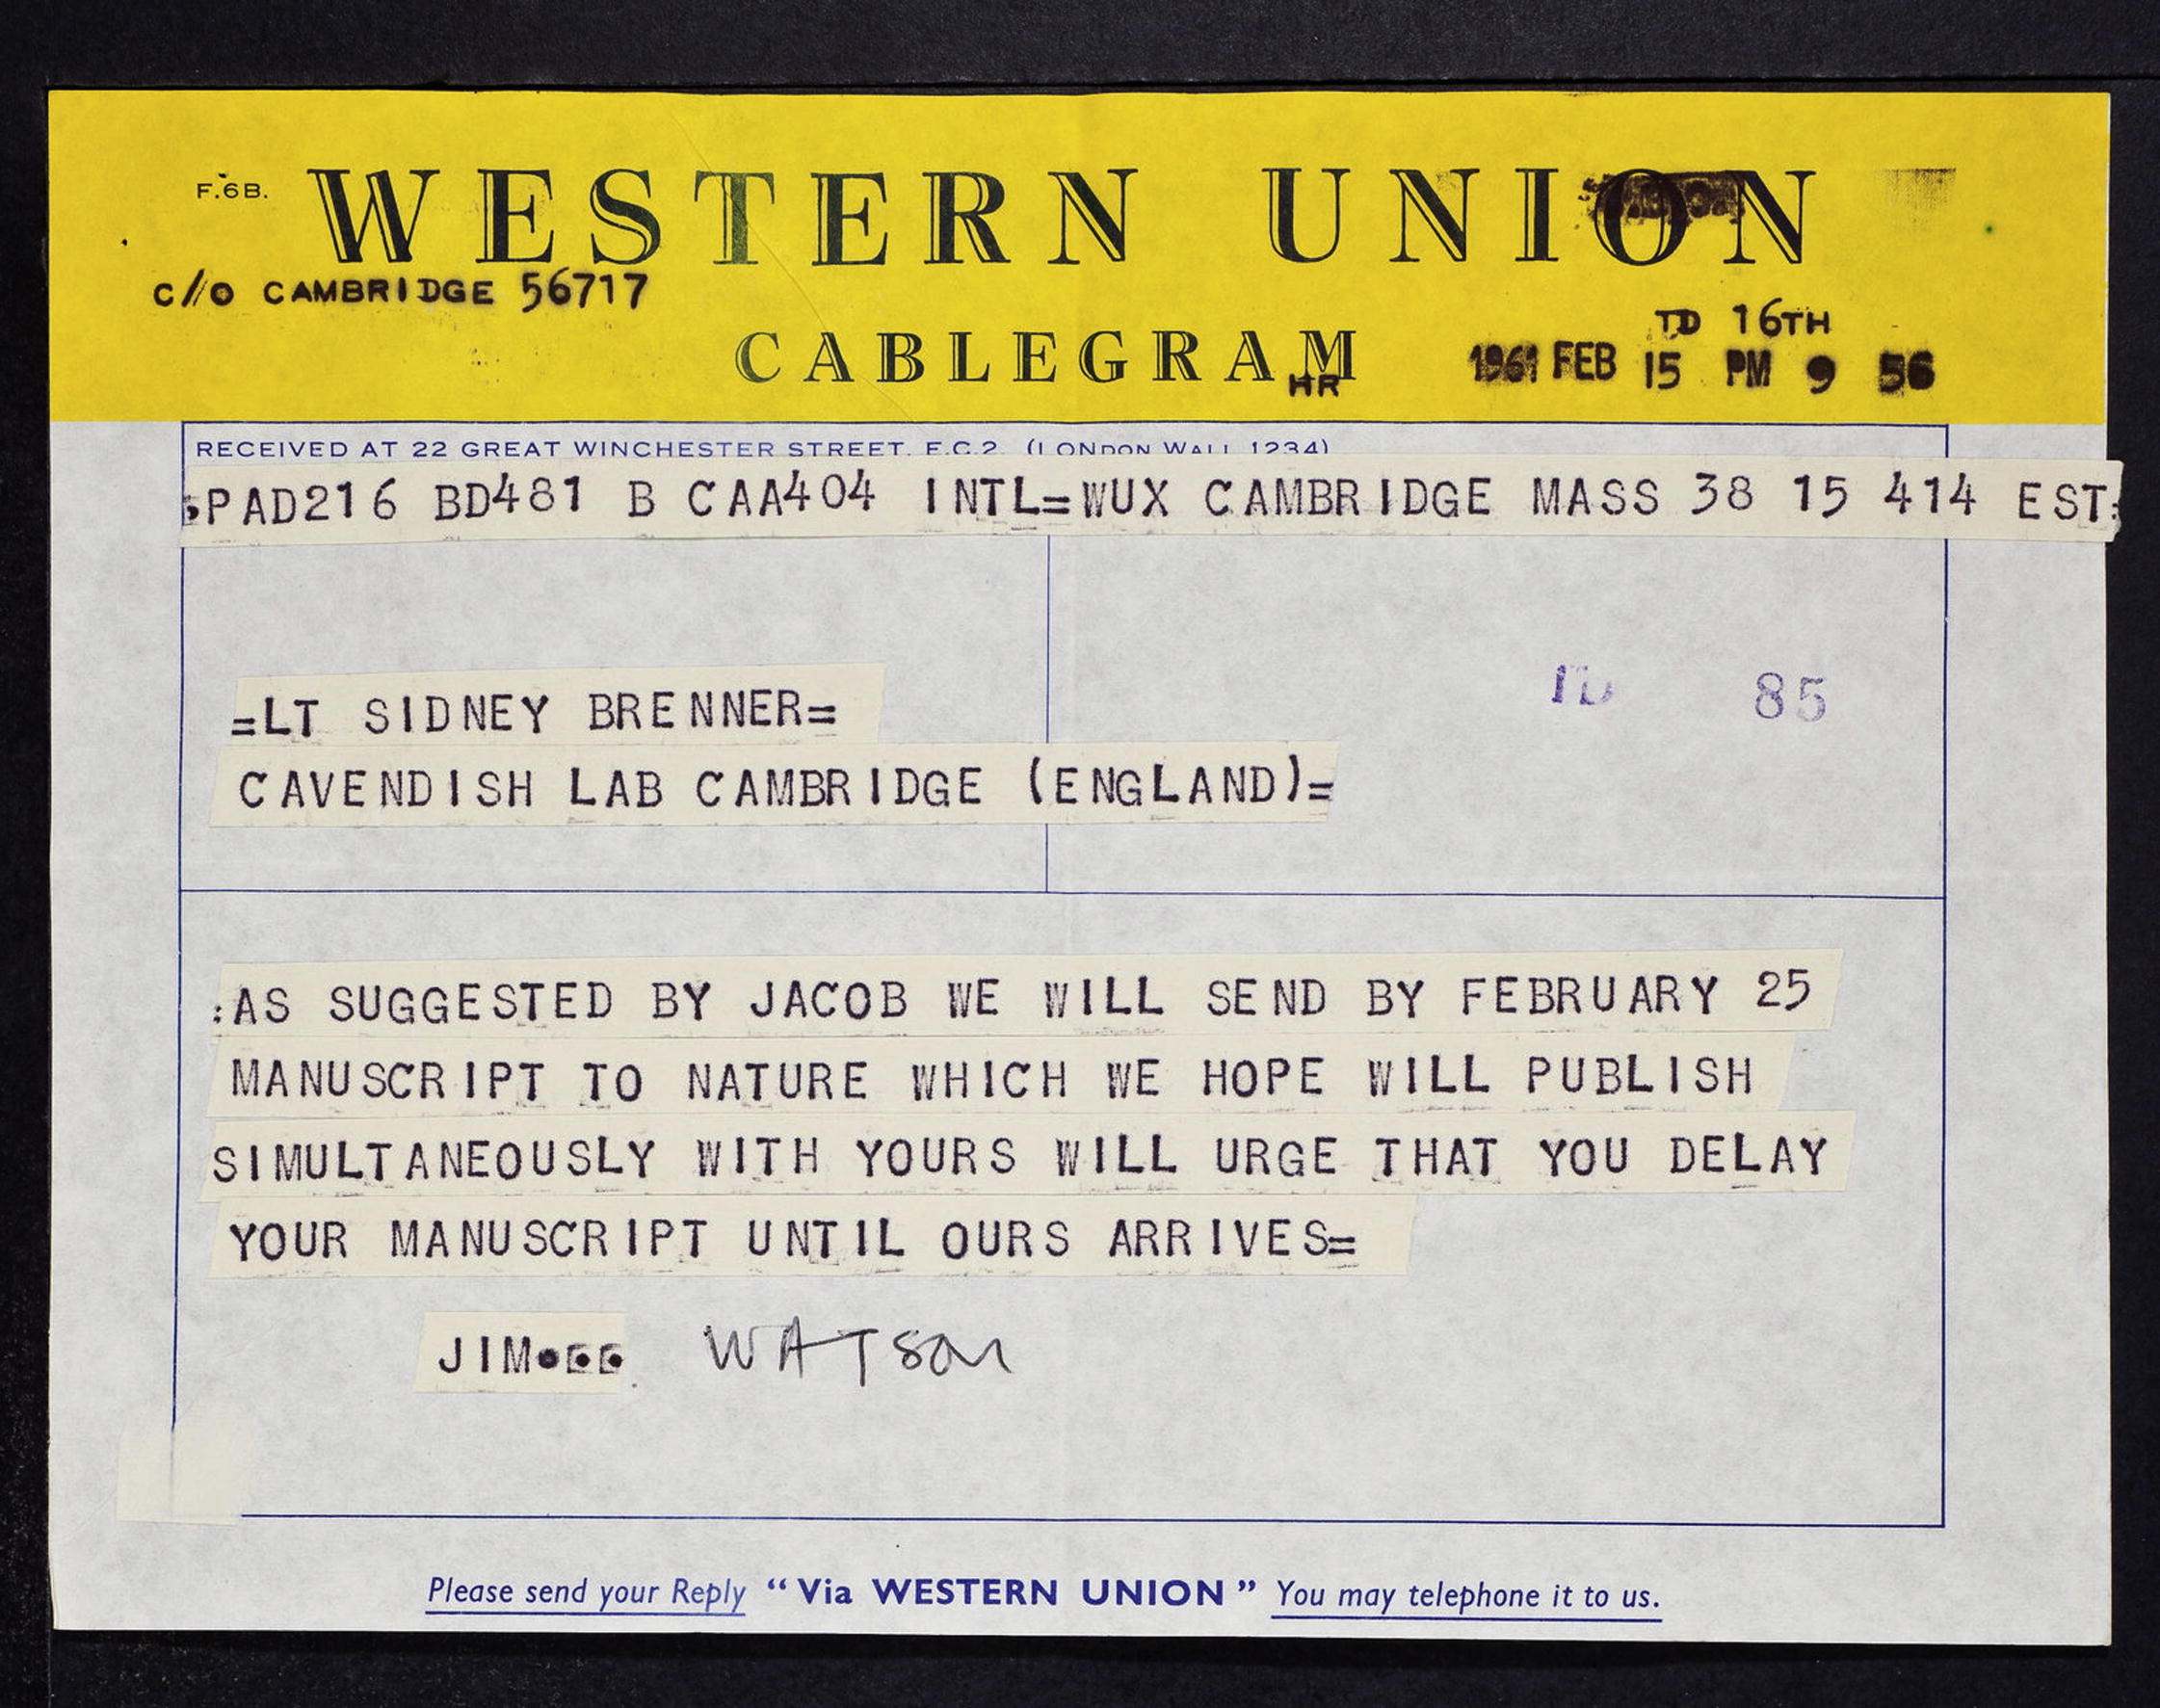 F.6B.
WESTERN UNION
C/O CAMBRIDGE 56717
TD 16TH
CABLEGRAM
HR
1961 FEB 15 PM 9 56
RECEIVED AT 22 GREAT WINCHESTER STREET, E.C.2. (LONDON WALL 1234)
PAD216 BD481 B CAA404 INTL=WUX CAMBRIDGE MASS 38 15 414 EST:
85
=LT SIDNEY BRENNER=
CAVENDISH LAB CAMBRIDGE (ENGLAND)=
:AS SUGGESTED BY JACOB WE WILL SEND BY FEBRUARY 25
MANUSCRIPT TO NATURE WHICH WE HOPE WILL PUBLISH
SIMULTANEOUSLY WITH YOURS WILL URGE THAT YOU DELAY
YOUR MANUSCRIPT UNTIL OURS ARRIVES=
JIM WATSON
Please send your Reply “Via WESTERN UNION” You may telephone it to us.